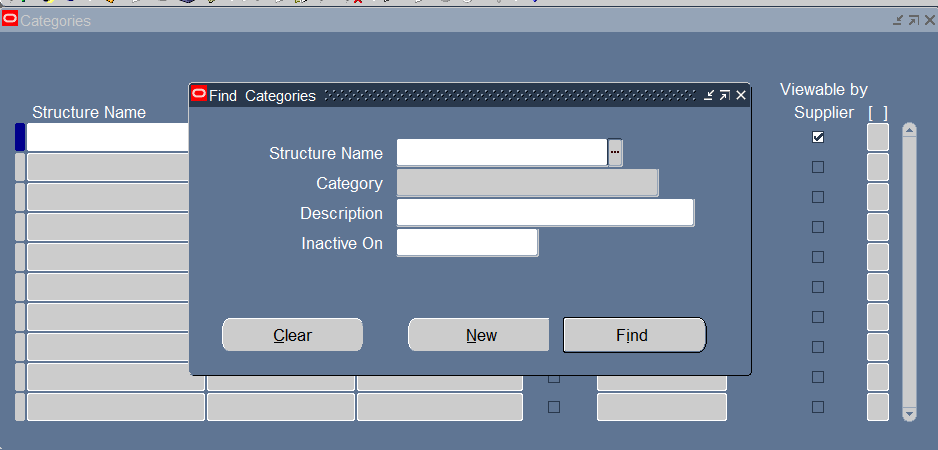 Categories
Find Categories
Viewable by
Structure Name
Supplier [ ]
Structure Name
Category
Description
Inactive On
Clear
New
Find